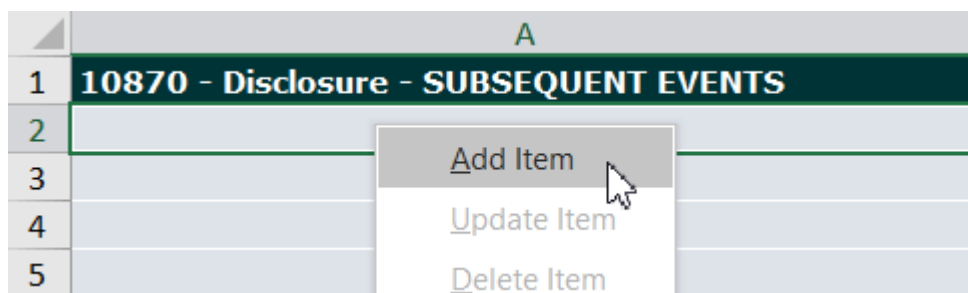 A
1 10870 - Disclosure - SUBSEQUENT EVENTS
2
Add Item
3
Update Item
4
Delete Item
5